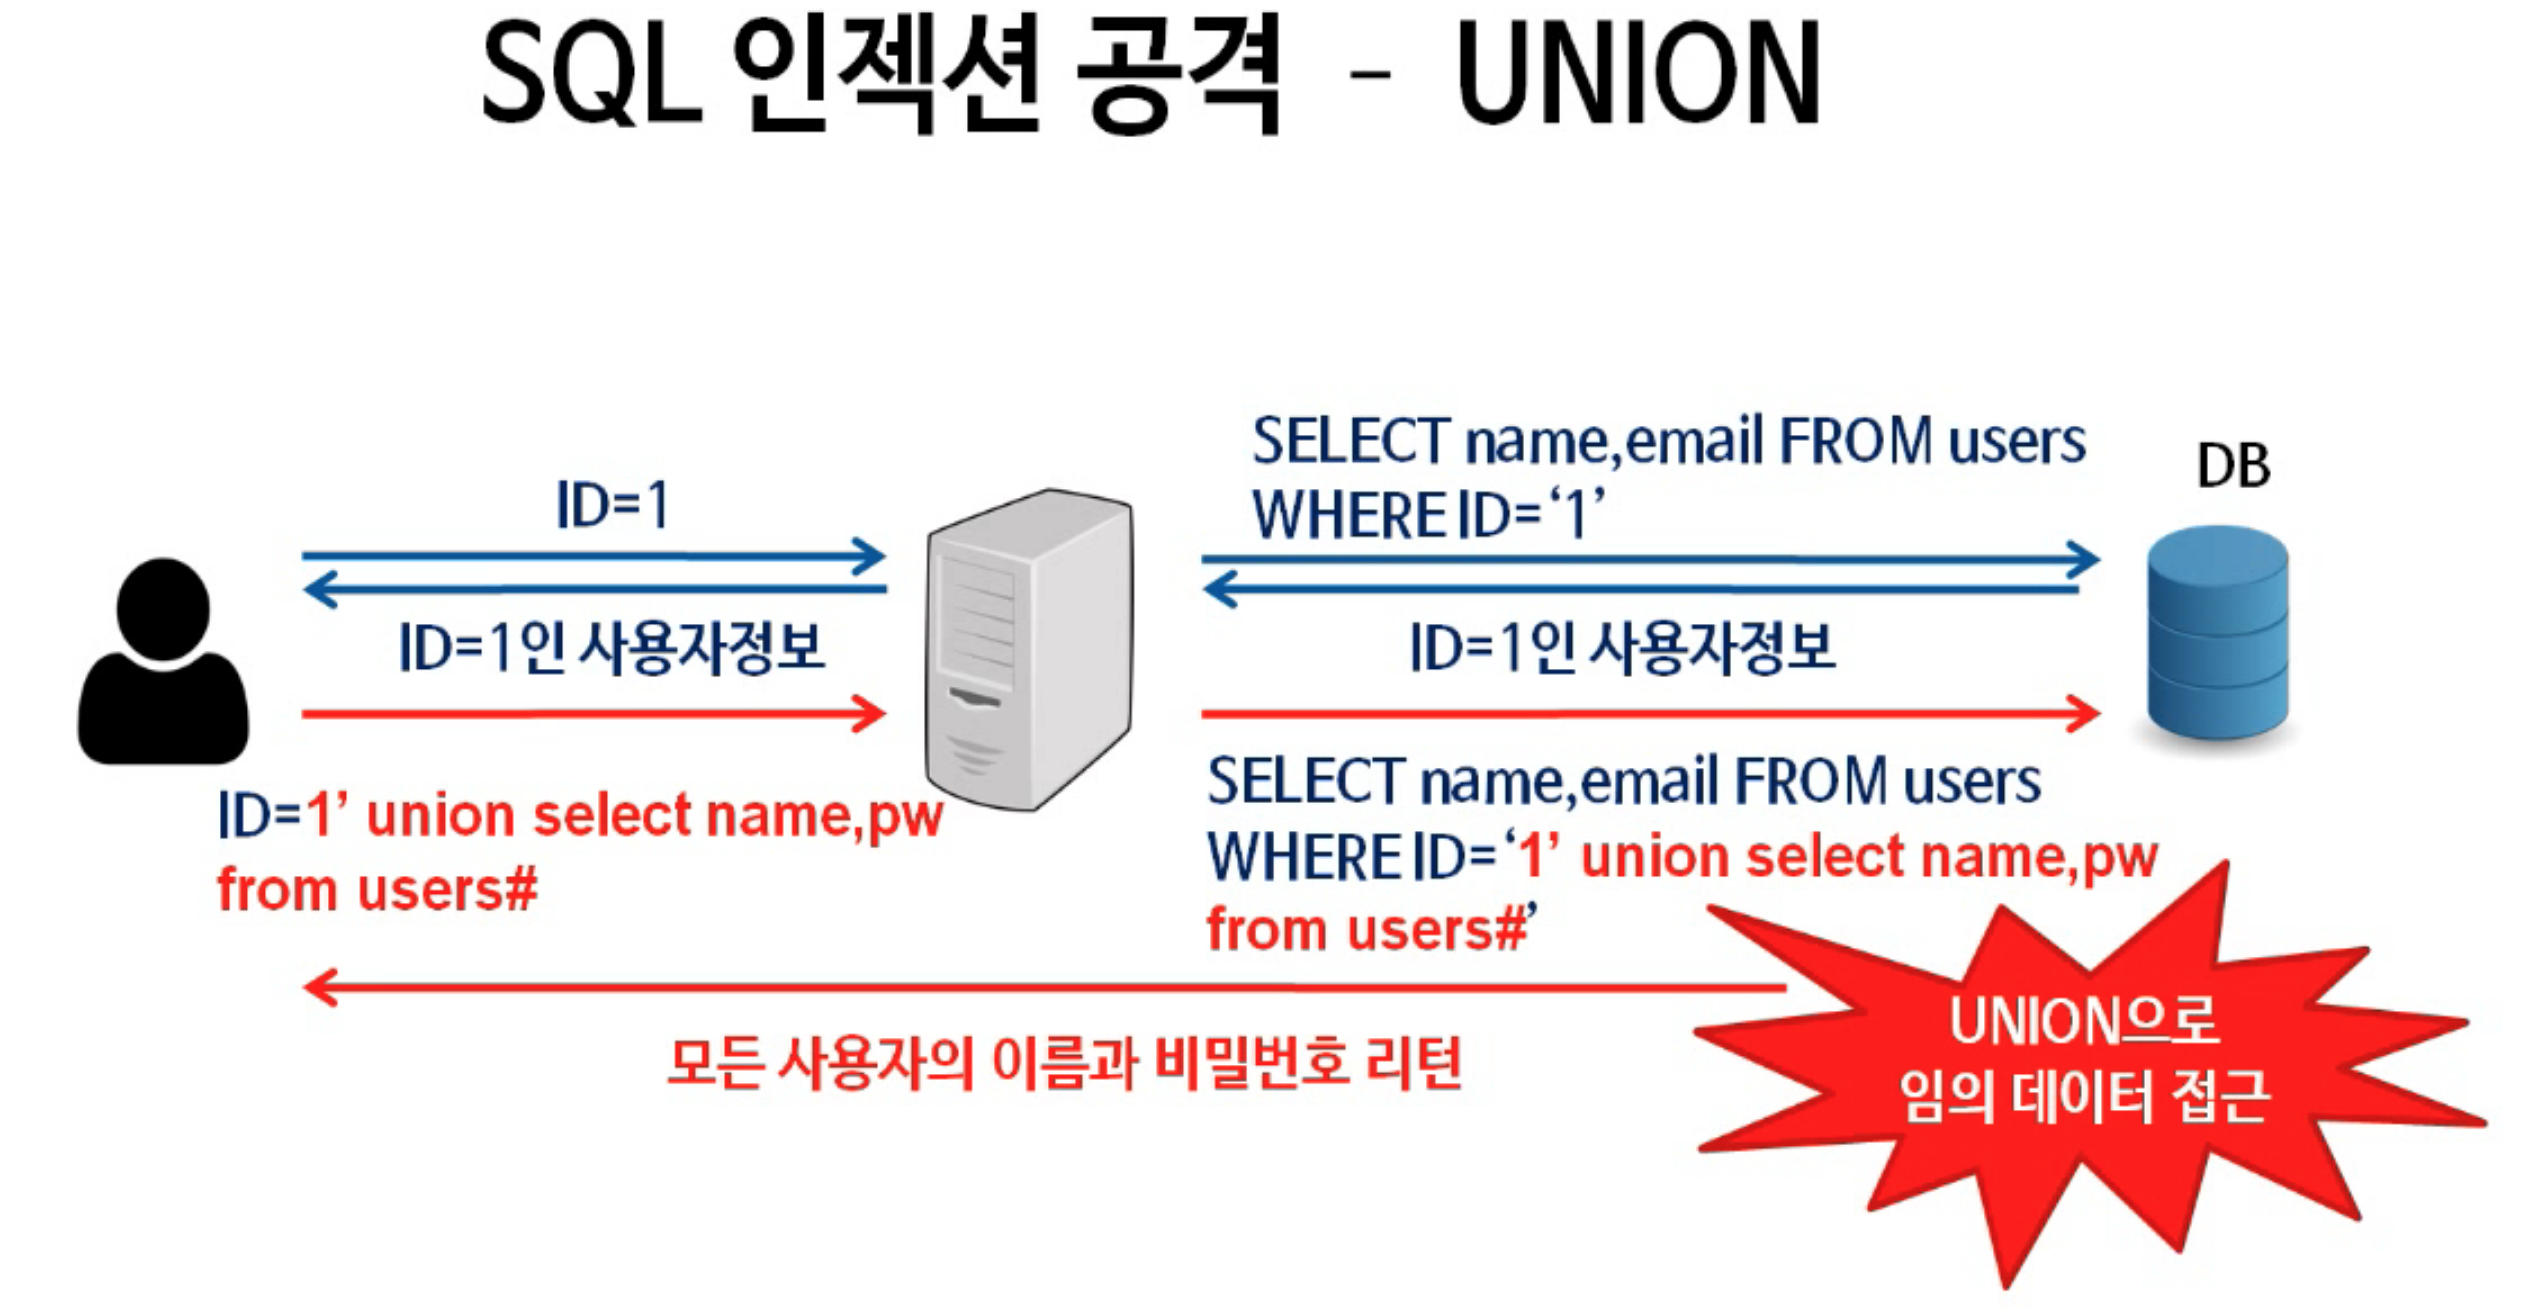 SQL 인젝션 공격 - UNION
ID=1
ID=1인 사용자정보
ID=1’ union select name,pw
from users#
SELECT name,email FROM users
WHERE ID=‘1’
DB
ID=1인 사용자정보
SELECT name,email FROM users
WHERE ID=‘1’ union select name,pw
from users#’
모든 사용자의 이름과 비밀번호 리턴
UNION으로
임의 데이터 접근